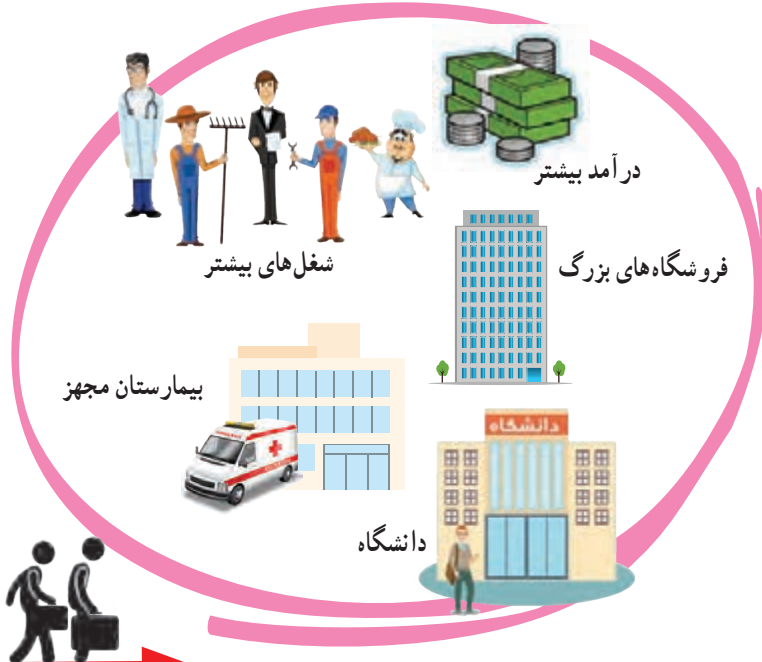 درآمد بیشتر
شغل‌های بیشتر
فروشگاه‌های بزرگ
بیمارستان مجهز
دانشگاه
دانشگاه